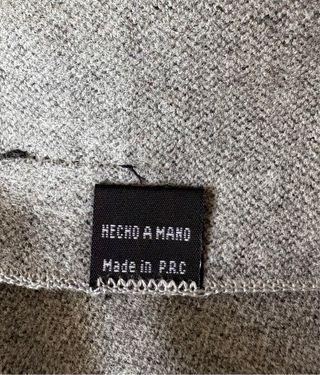 HECHO A MANO
Made in P.R.C